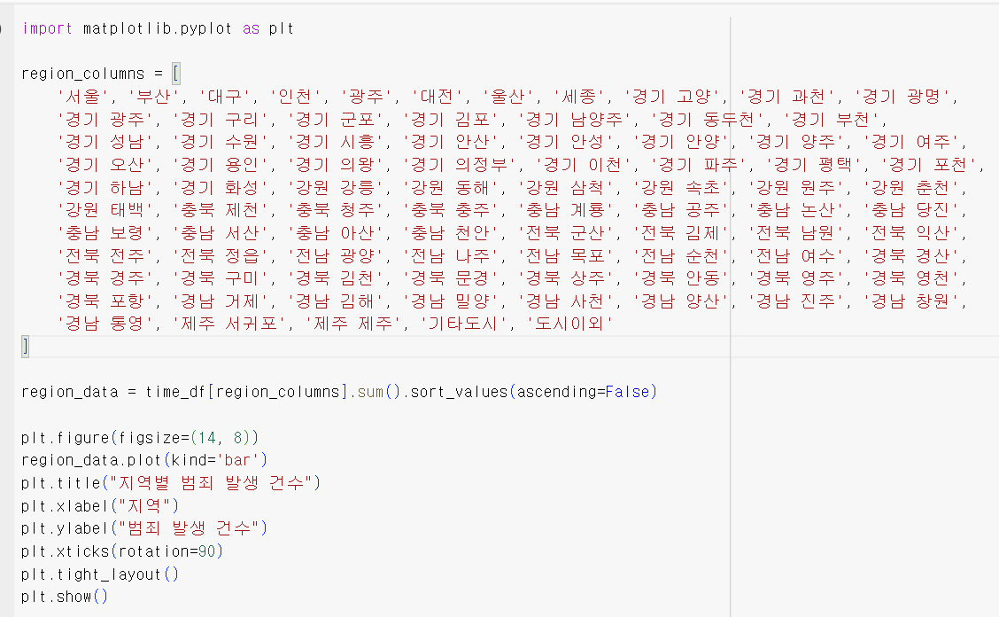 import matplotlib.pyplot as plt
region_columns = [
'서울', '부산', '대구', '인천', '광주', '대전', '울산', '세종', '경기 고양', '경기 과천', '경기 광명',
'경기 광주', '경기 구리', '경기 군포', '경기 김포', '경기 남양주', '경기 동두천', '경기 부천',
'경기 성남', '경기 수원', '경기 시흥', '경기 안산', '경기 안성', '경기 안양', '경기 양주', '경기 여주',
'경기 오산', '경기 용인', '경기 의왕', '경기 의정부', '경기 이천', '경기 파주', '경기 평택', '경기 포천',
'경기 하남', '경기 화성', '강원 강릉', '강원 동해', '강원 삼척', '강원 속초', '강원 원주', '강원 춘천',
'강원 태백', '충북 제천', '충북 청주', '충북 충주', '충남 계룡', '충남 공주', '충남 논산', '충남 당진',
'충남 보령', '충남 서산', '충남 아산', '충남 천안', '전북 군산', '전북 김제', '전북 남원', '전북 익산',
'전북 전주', '전북 정읍', '전남 광양', '전남 나주', '전남 목포', '전남 순천', '전남 여수', '경북 경산',
'경북 경주', '경북 구미', '경북 김천', '경북 문경', '경북 상주', '경북 안동', '경북 영주', '경북 영천',
'경북 포항', '경남 거제', '경남 김해', '경남 밀양', '경남 사천', '경남 양산', '경남 진주', '경남 창원',
'경남 통영', '제주 서귀포', '제주 제주', '기타도시', '도시이외'
]
region_data = time_df[region_columns].sum().sort_values(ascending=False)
plt.figure(figsize=(14, 8))
region_data.plot(kind='bar')
plt.title("지역별 범죄 발생 건수")
plt.xlabel("지역")
plt.ylabel("범죄 발생 건수")
plt.xticks(rotation=90)
plt.tight_layout()
plt.show()